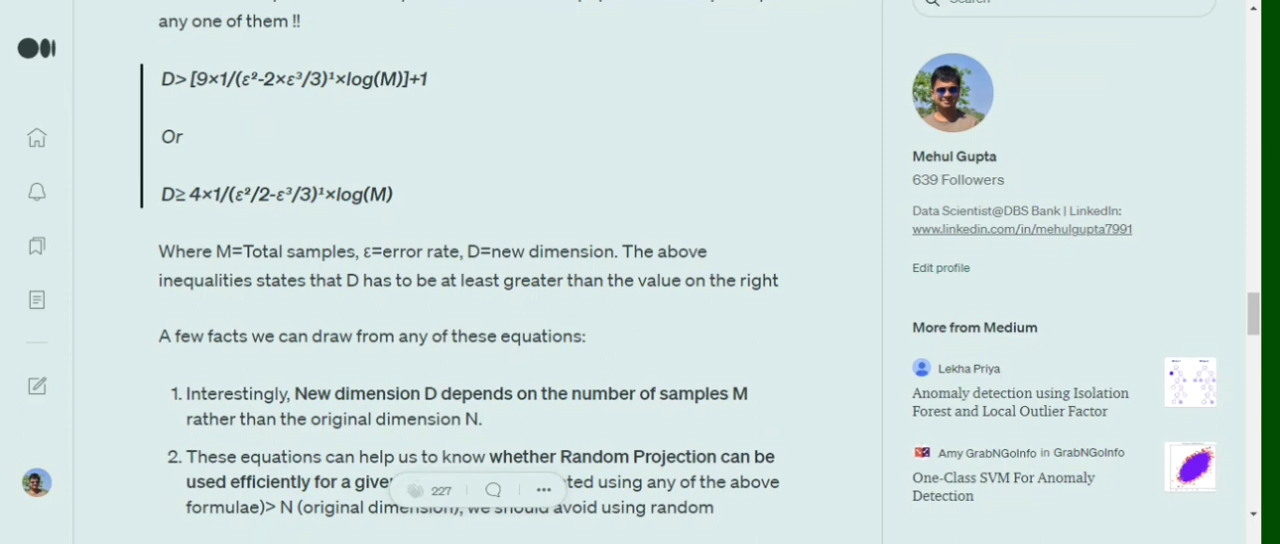 any one of them !!
D> [9×1/(ε²-2×ε³/3)¹×log(M)]+1
Or
D≥ 4×1/(ε²/2-ε³/3)¹×log(M)
Where M=Total samples, ε=error rate, D=new dimension. The above
inequalities states that D has to be at least greater than the value on the right
A few facts we can draw from any of these equations:
1. Interestingly, New dimension D depends on the number of samples M
rather than the original dimension N.
2. These equations can help us to know whether Random Projection can be
used efficiently for a given ted using any of the above
formulae)> N (original dimension), we should avoid using random
227
Search
Mehul Gupta
639 Followers
Data Scientist@DBS Bank | LinkedIn:
www.linkedin.com/in/mehulgupta7991
Edit profile
More from Medium
Lekha Priya
Anomaly detection using Isolation
Forest and Local Outlier Factor
Amy GrabNGoInfo in GrabNGoInfo
One-Class SVM For Anomaly
Detection